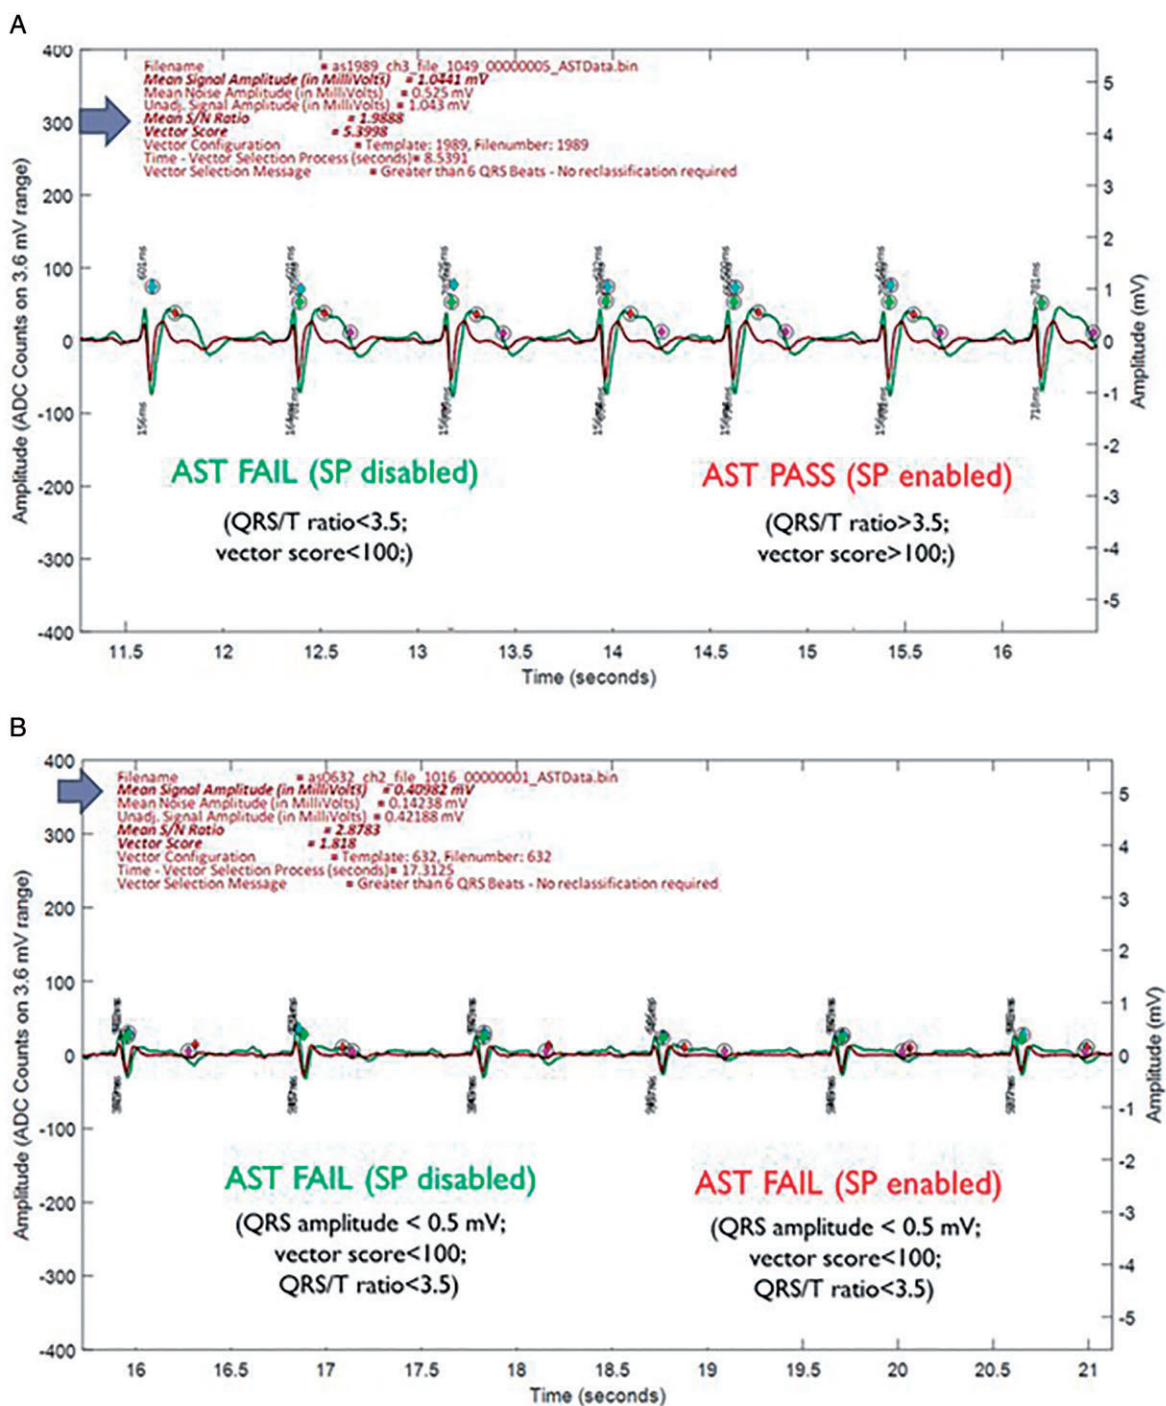 A
Filename ▪ as1989_ch3_file_1049_00000005_ASTData.bin
Mean Signal Amplitude (in MilliVolts) ▪ 1.0441 mV
Mean Noise Amplitude (in MilliVolts) ▪ 0.525 mV
Unadj. Signal Amplitude (in MilliVolts) ▪ 1.043 mV
Mean S/N Ratio ▪ 1.9888
Vector Score ▪ 5.3998
Vector Configuration ▪ Template: 1989, Filenumber: 1989
Time - Vector Selection Process (seconds)▪ 8.5391
Vector Selection Message ▪ Greater than 6 QRS Beats - No reclassification required
400
300
200
100
0
-100
-200
-300
-400
Amplitude (ADC Counts on 3.6 mV range)
5
4
3
2
1
0
-1
-2
-3
-4
-5
Amplitude (mV)
601ms
781ms
156ms
164ms
718ms
AST FAIL (SP disabled)
(QRS/T ratio<3.5;
vector score<100;)
AST PASS (SP enabled)
(QRS/T ratio>3.5;
vector score>100;)
11.5 12 12.5 13 13.5 14 14.5 15 15.5 16
Time (seconds)
B
Filename ▪ as0632_ch2_file_1016_00000001_ASTData.bin
Mean Signal Amplitude (in MilliVolts) ▪ 0.40982 mV
Mean Noise Amplitude (in MilliVolts) ▪ 0.14238 mV
Unadj. Signal Amplitude (in MilliVolts) ▪ 0.42188 mV
Mean S/N Ratio ▪ 2.8783
Vector Score ▪ 1.818
Vector Configuration ▪ Template: 632, Filenumber: 632
Time - Vector Selection Process (seconds)▪ 17.3125
Vector Selection Message ▪ Greater than 6 QRS Beats - No reclassification required
400
300
200
100
0
-100
-200
-300
-400
Amplitude (ADC Counts on 3.6 mV range)
5
4
3
2
1
0
-1
-2
-3
-4
-5
Amplitude (mV)
AST FAIL (SP disabled)
(QRS amplitude < 0.5 mV;
vector score<100;
QRS/T ratio<3.5)
AST FAIL (SP enabled)
(QRS amplitude < 0.5 mV;
vector score<100;
QRS/T ratio<3.5)
16 16.5 17 17.5 18 18.5 19 19.5 20 20.5 21
Time (seconds)